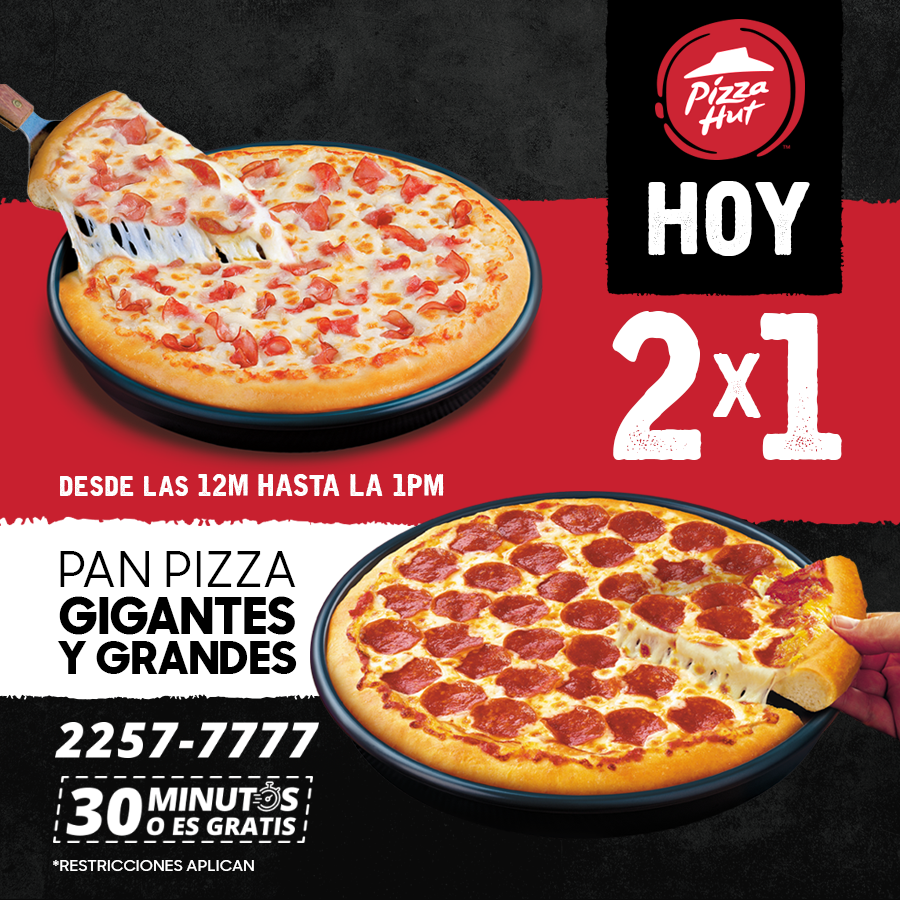 Pizza
Hut
HOY
2x1
DESDE LAS 12M HASTA LA 1PM
PAN PIZZA
GIGANTES
Y GRANDES
2257-7777
30 MINUTOS
O ES GRATIS
*RESTRICCIONES APLICAN